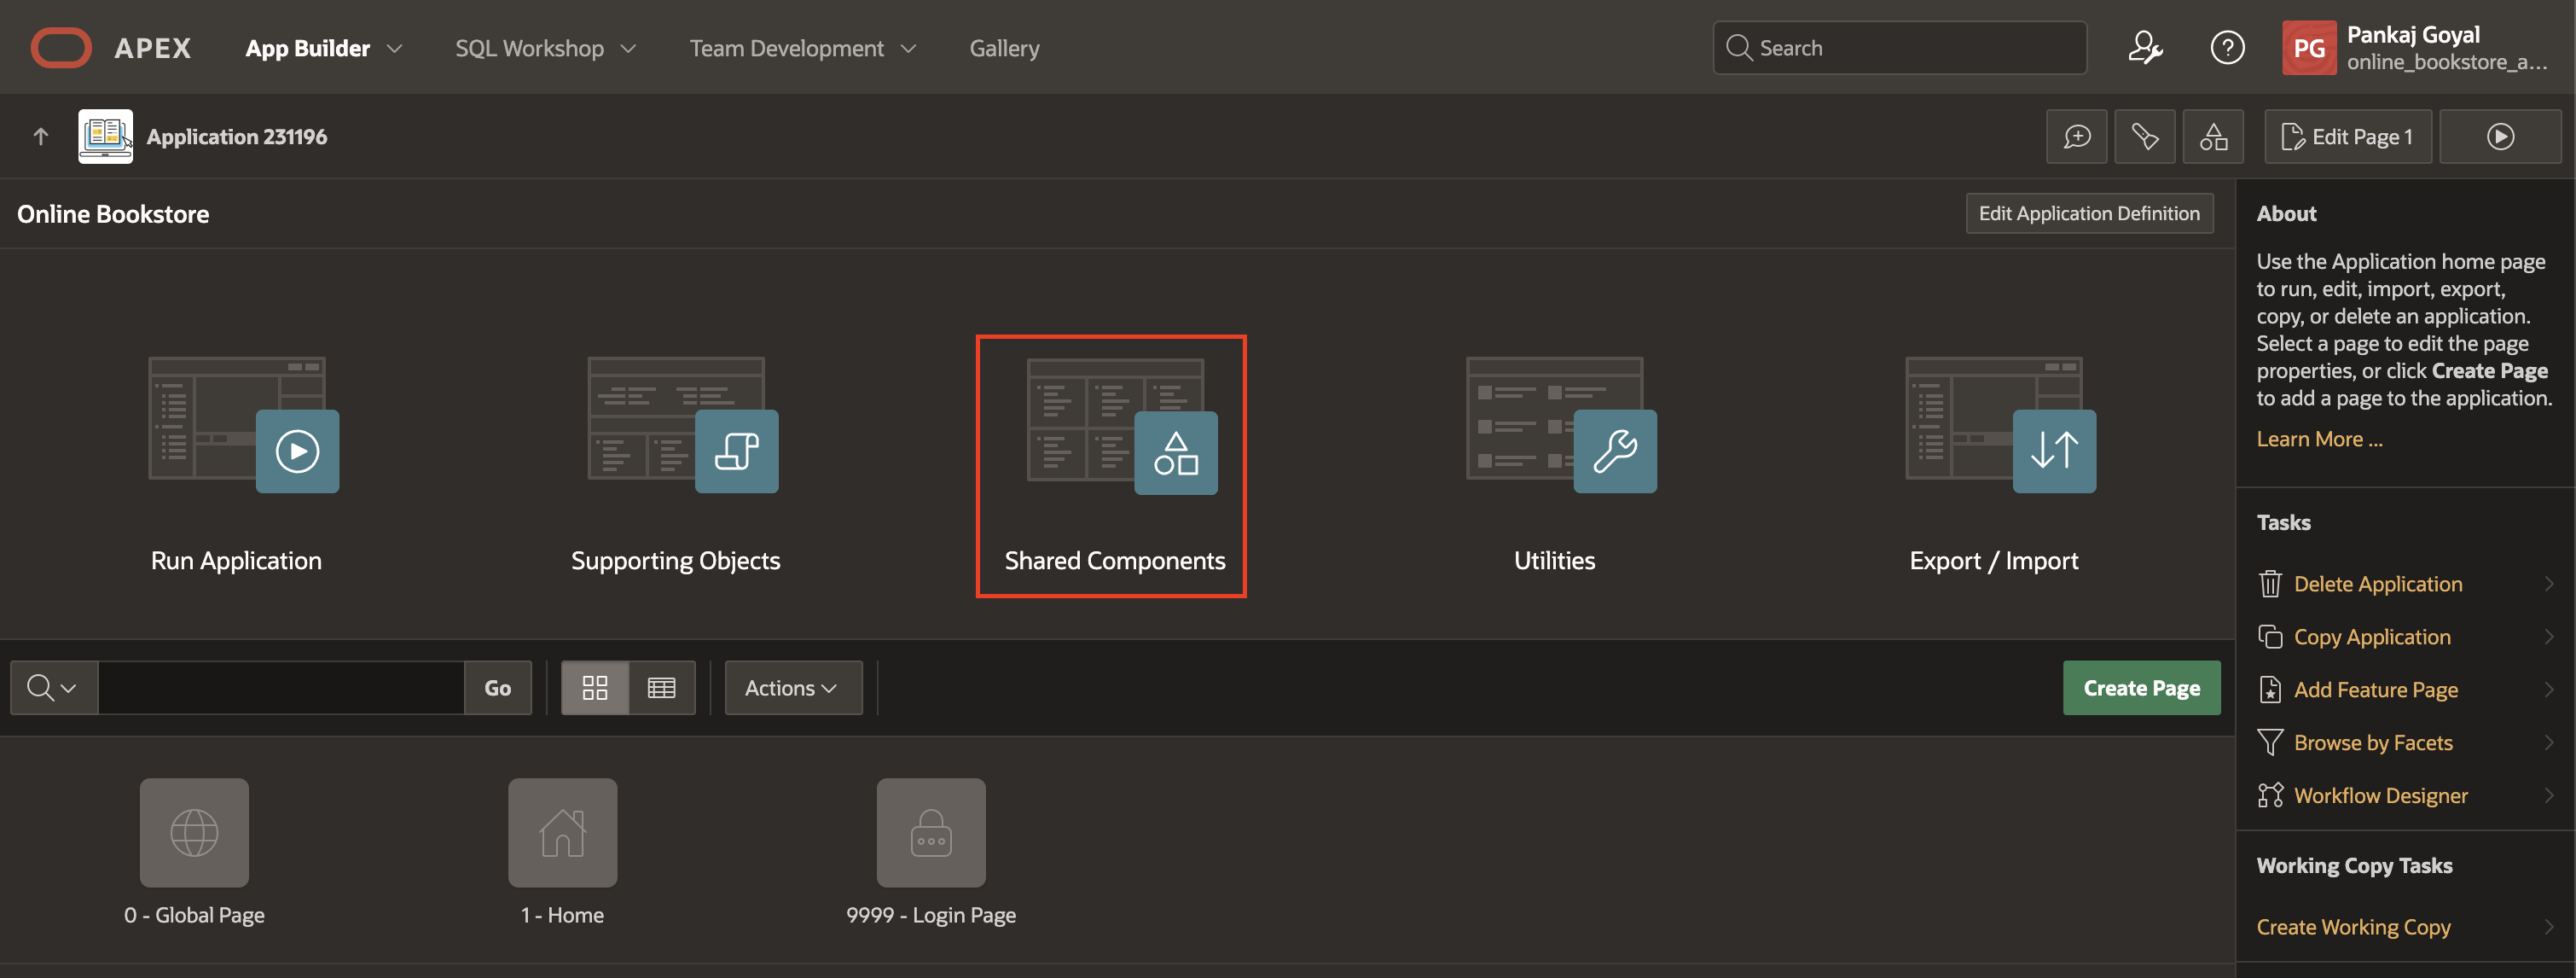 APEX
App Builder
SQL Workshop
Team Development
Gallery
Search
PG
Pankaj Goyal
online_bookstore_a...
Application 231196
Edit Page 1
Online Bookstore
Edit Application Definition
Run Application
Supporting Objects
Shared Components
Utilities
Export / Import
Go
Actions
Create Page
0 - Global Page
1 - Home
9999 - Login Page
About
Use the Application home page
to run, edit, import, export,
copy, or delete an application.
Select a page to edit the page
properties, or click Create Page
to add a page to the application.
Learn More ...
Tasks
Delete Application
Copy Application
Add Feature Page
Browse by Facets
Workflow Designer
Working Copy Tasks
Create Working Copy